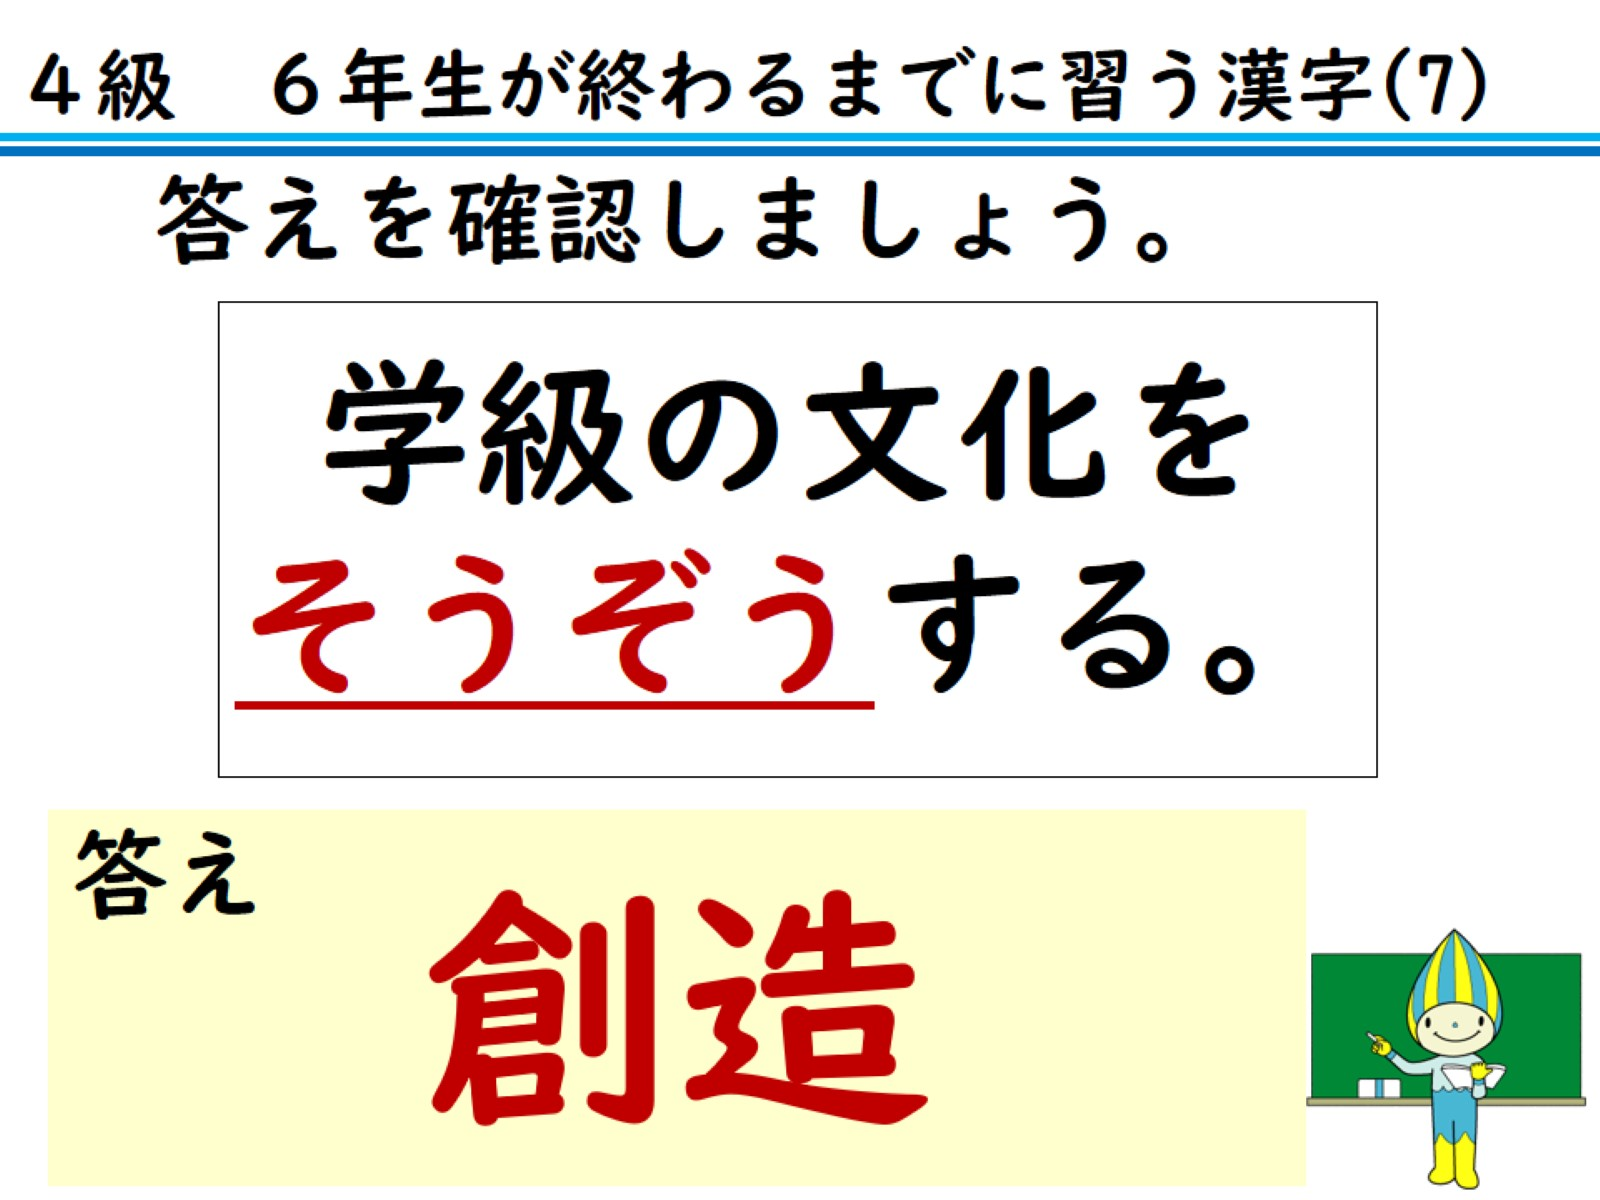 ４級　６年生が終わるまでに習う漢字(7)
答えを確認しましょう。
学級の文化を
そうぞうする。
答え
創造